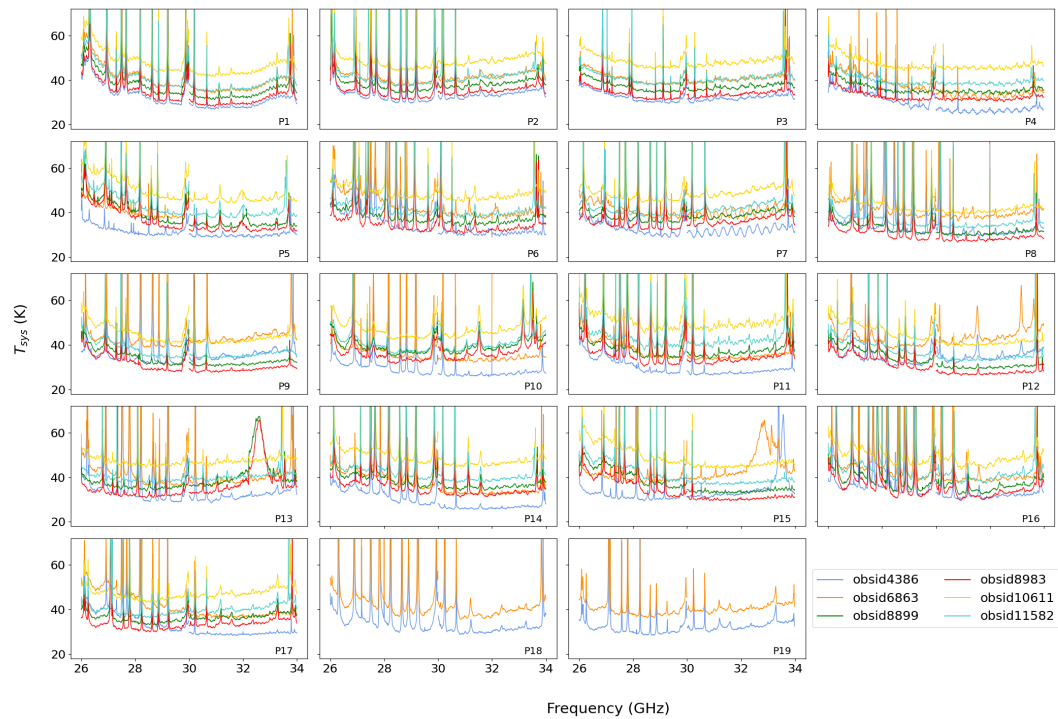 60
40
20
P1
P2
P3
P4
60
40
20
P5
P6
P7
P8
T_sys (K)
60
40
20
P9
P10
P11
P12
60
40
20
P13
P14
P15
P16
60
40
20
P17
P18
P19
26 28 30 32 34
26 28 30 32 34
26 28 30 32 34
obsid4386
obsid6863
obsid8899
obsid8983
obsid10611
obsid11582
Frequency (GHz)